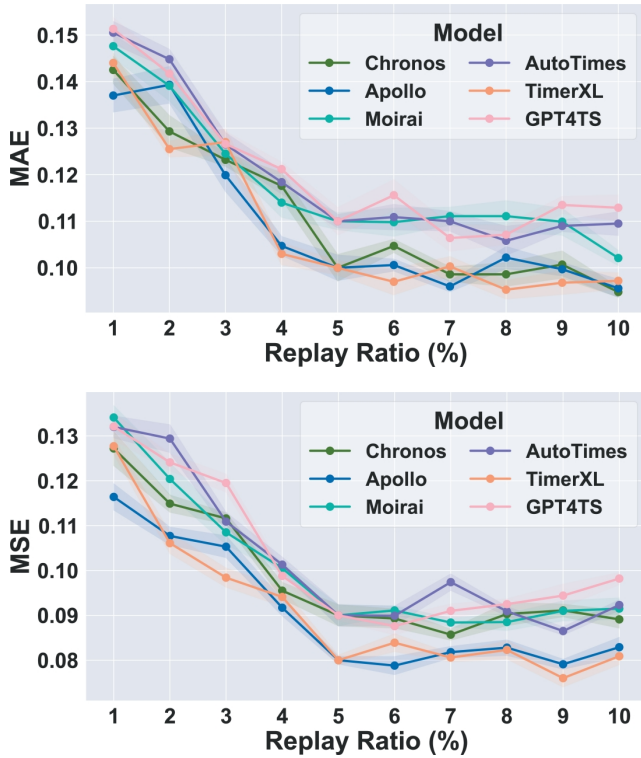 Model
Chronos AutoTimes
Apollo TimerXL
Moirai GPT4TS
0.15
0.14
0.13
0.12
0.11
0.10
MAE
1 2 3 4 5 6 7 8 9 10
Replay Ratio (%)
Model
Chronos AutoTimes
Apollo TimerXL
Moirai GPT4TS
0.13
0.12
0.11
0.10
0.09
0.08
MSE
1 2 3 4 5 6 7 8 9 10
Replay Ratio (%)